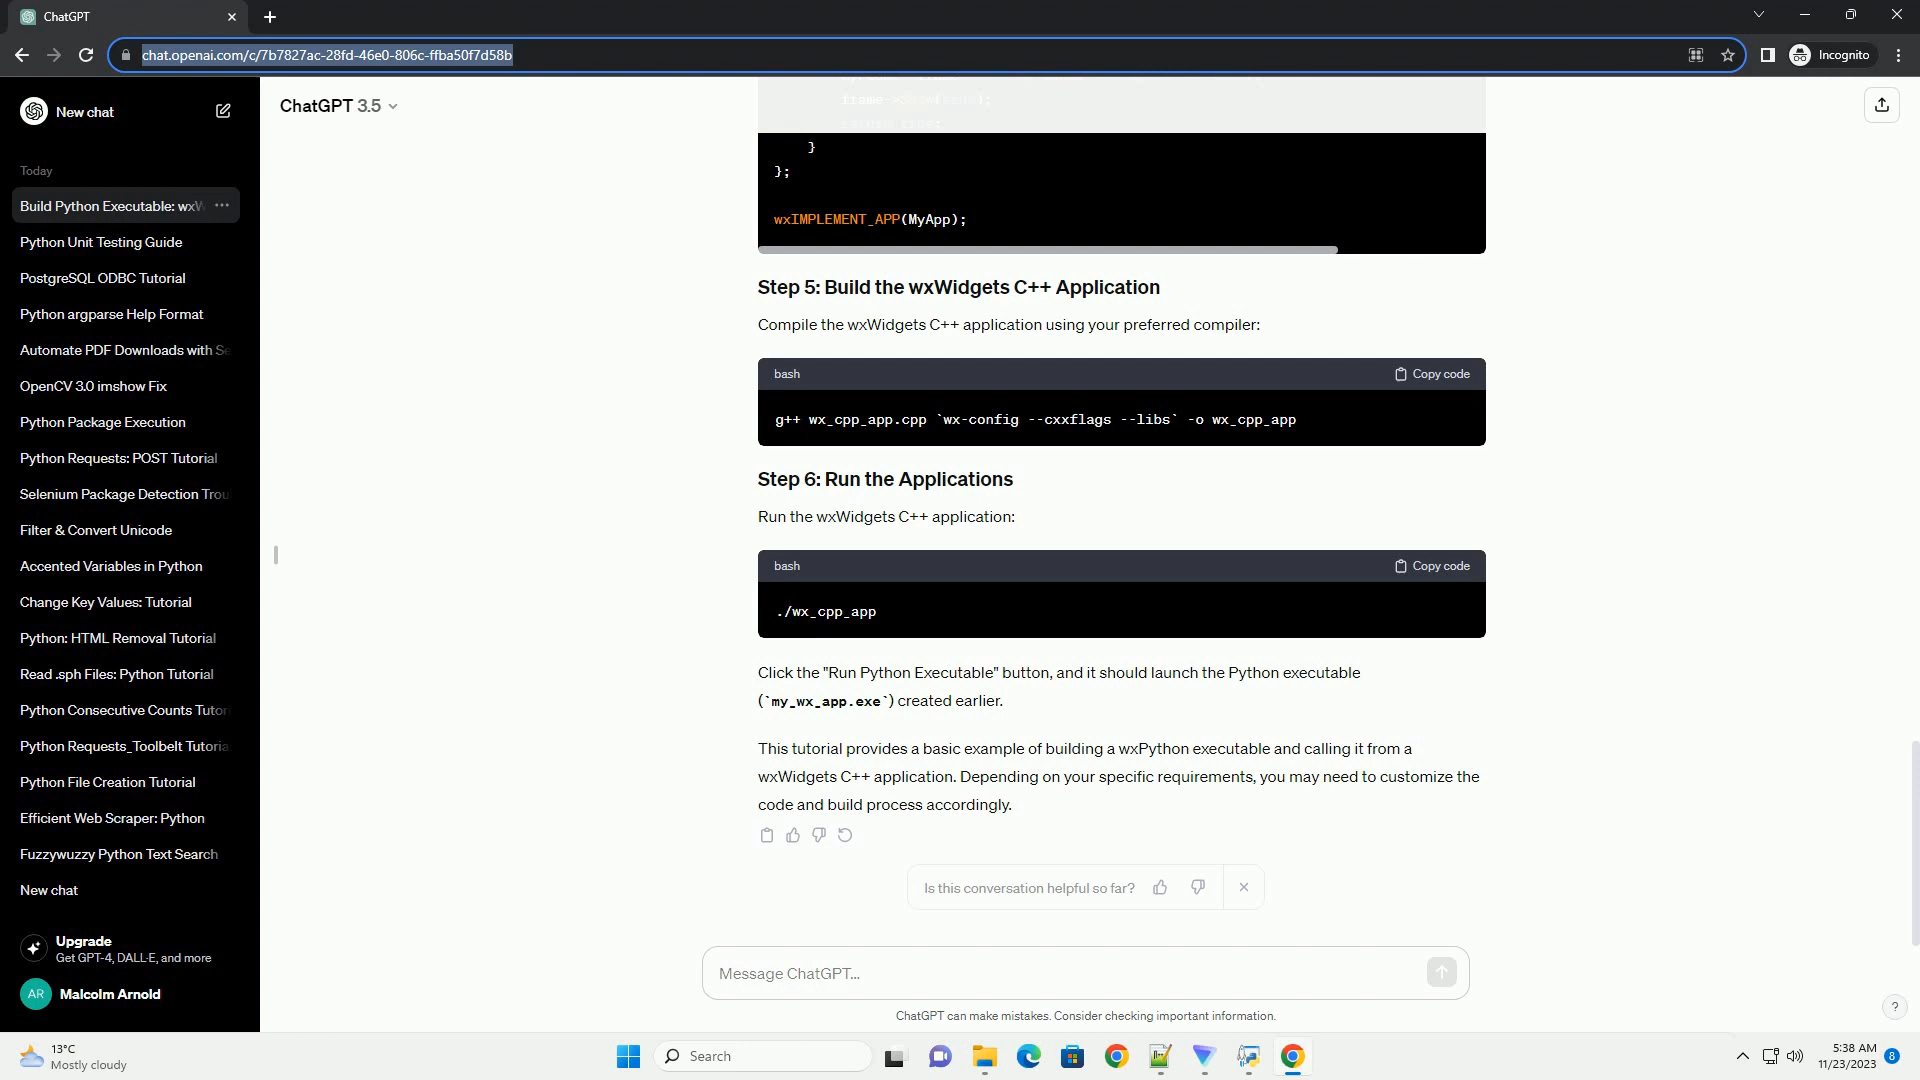 ChatGPT
chat.openai.com/c/7b7827ac-28fd-46e0-806c-ffba50f7d58b
Incognito
New chat
Today
Build Python Executable: wxW
Python Unit Testing Guide
PostgreSQL ODBC Tutorial
Python argparse Help Format
Automate PDF Downloads with Se
OpenCV 3.0 imshow Fix
Python Package Execution
Python Requests: POST Tutorial
Selenium Package Detection Trou
Filter & Convert Unicode
Accented Variables in Python
Change Key Values: Tutorial
Python: HTML Removal Tutorial
Read .sph Files: Python Tutorial
Python Consecutive Counts Tutor
Python Requests_Toolbelt Tutoria
Python File Creation Tutorial
Efficient Web Scraper: Python
Fuzzywuzzy Python Text Search
New chat
Upgrade
Get GPT-4, DALL·E, and more
AR
Malcolm Arnold
ChatGPT 3.5
}
};
wxIMPLEMENT_APP(MyApp);
Step 5: Build the wxWidgets C++ Application
Compile the wxWidgets C++ application using your preferred compiler:
bash
Copy code
g++ wx_cpp_app.cpp `wx-config --cxxflags --libs` -o wx_cpp_app
Step 6: Run the Applications
Run the wxWidgets C++ application:
bash
Copy code
./wx_cpp_app
Click the "Run Python Executable" button, and it should launch the Python executable
(`my_wx_app.exe`) created earlier.
This tutorial provides a basic example of building a wxPython executable and calling it from a
wxWidgets C++ application. Depending on your specific requirements, you may need to customize the
code and build process accordingly.
Is this conversation helpful so far?
Message ChatGPT...
ChatGPT can make mistakes. Consider checking important information.
?
13°C
Mostly cloudy
Search
5:38 AM
11/23/2023
8